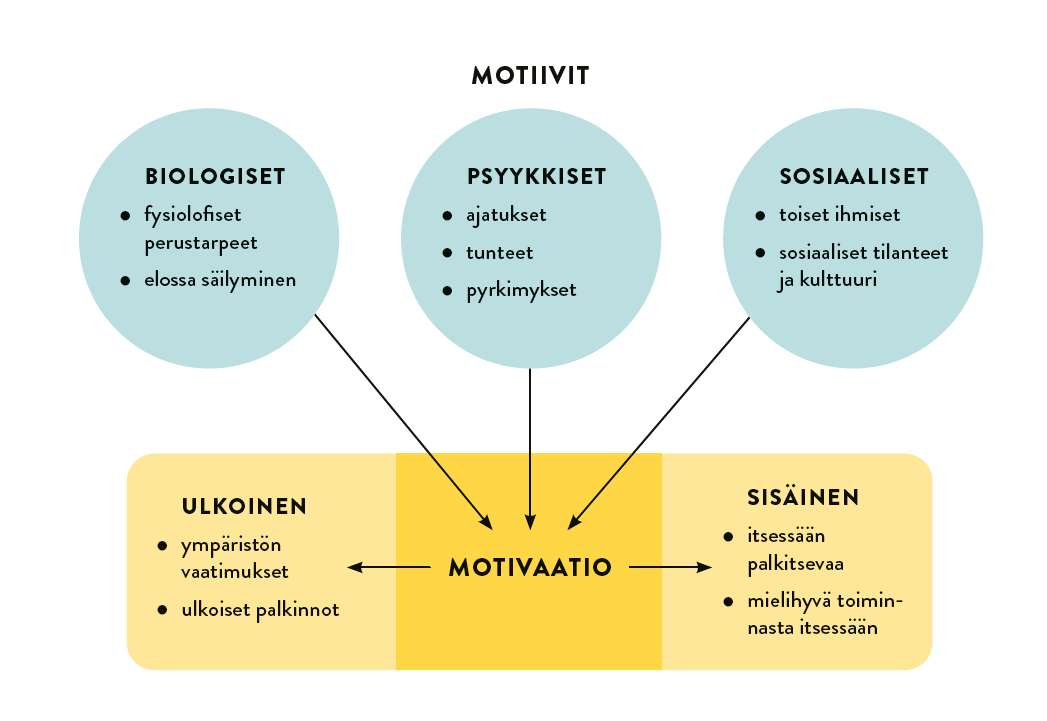 MOTIIVIT
BIOLOGISET
• fysiolofiset
perustarpeet
• elossa säilyminen
PSYYKKISET
• ajatukset
• tunteet
• pyrkimykset
SOSIAALISET
• toiset ihmiset
• sosiaaliset tilanteet
ja kulttuuri
ULKOINEN
• ympäristön
vaatimukset
• ulkoiset palkinnot
MOTIVAATIO
SISÄINEN
• itsessään
palkitsevaa
• mielihyvä toimin-
nasta itsessään